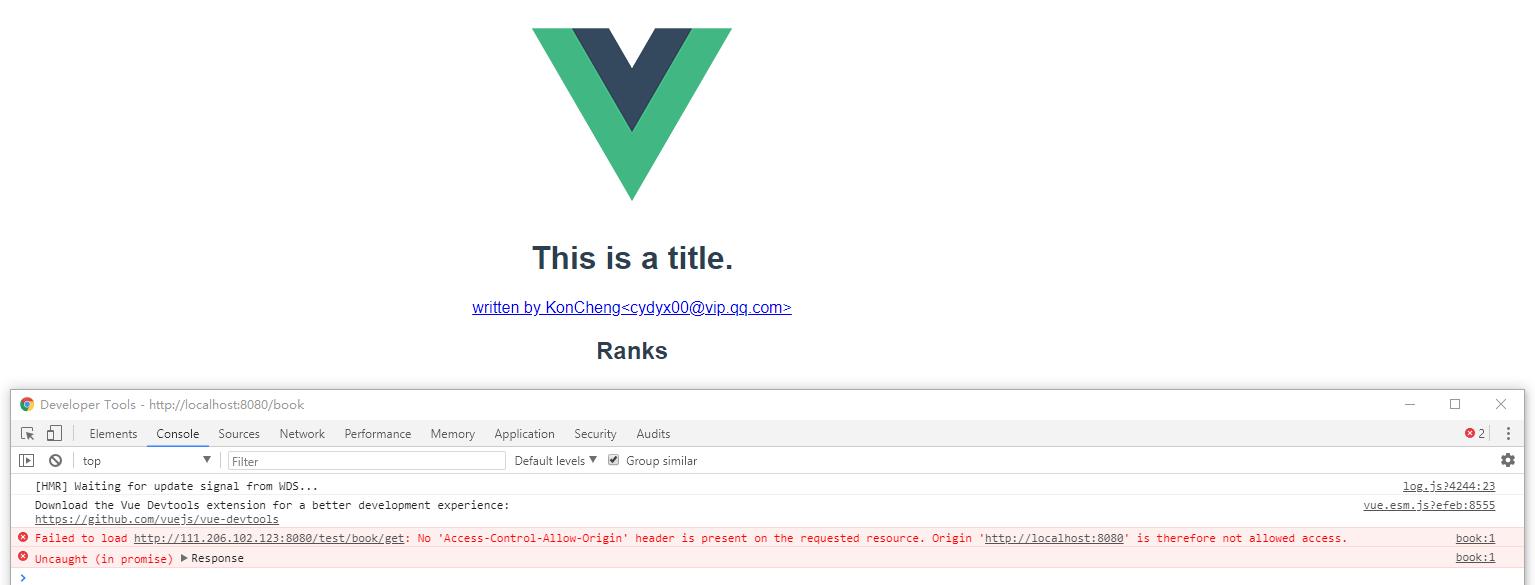 This is a title.
written by KonCheng<cydyx00@vip.qq.com>
Ranks
Developer Tools - http://localhost:8080/book
Elements Console Sources Network Performance Memory Application Security Audits 2
top Filter Default levels Group similar
[HMR] Waiting for update signal from WDS... log.js?4244:23
Download the Vue Devtools extension for a better development experience: vue.esm.js?efeb:8555
https://github.com/vuejs/vue-devtools
Failed to load http://111.206.102.123:8080/test/book/get: No 'Access-Control-Allow-Origin' header is present on the requested resource. Origin 'http://localhost:8080' is therefore not allowed access. book:1
Uncaught (in promise) Response book:1